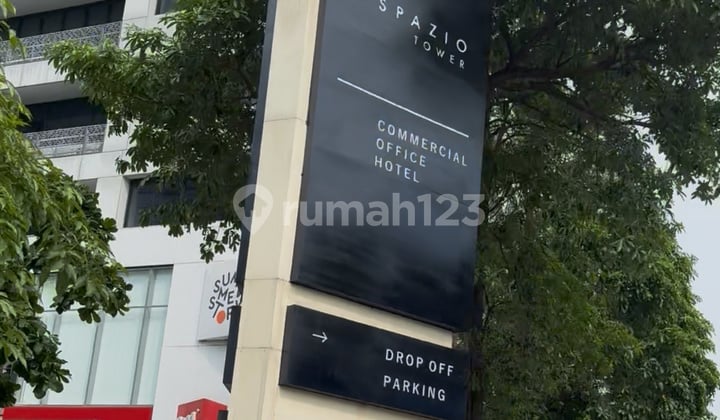 SPAZIO
TOWER
COMMERCIAL
OFFICE
HOTEL
rumah123
→
DROP OFF
PARKING